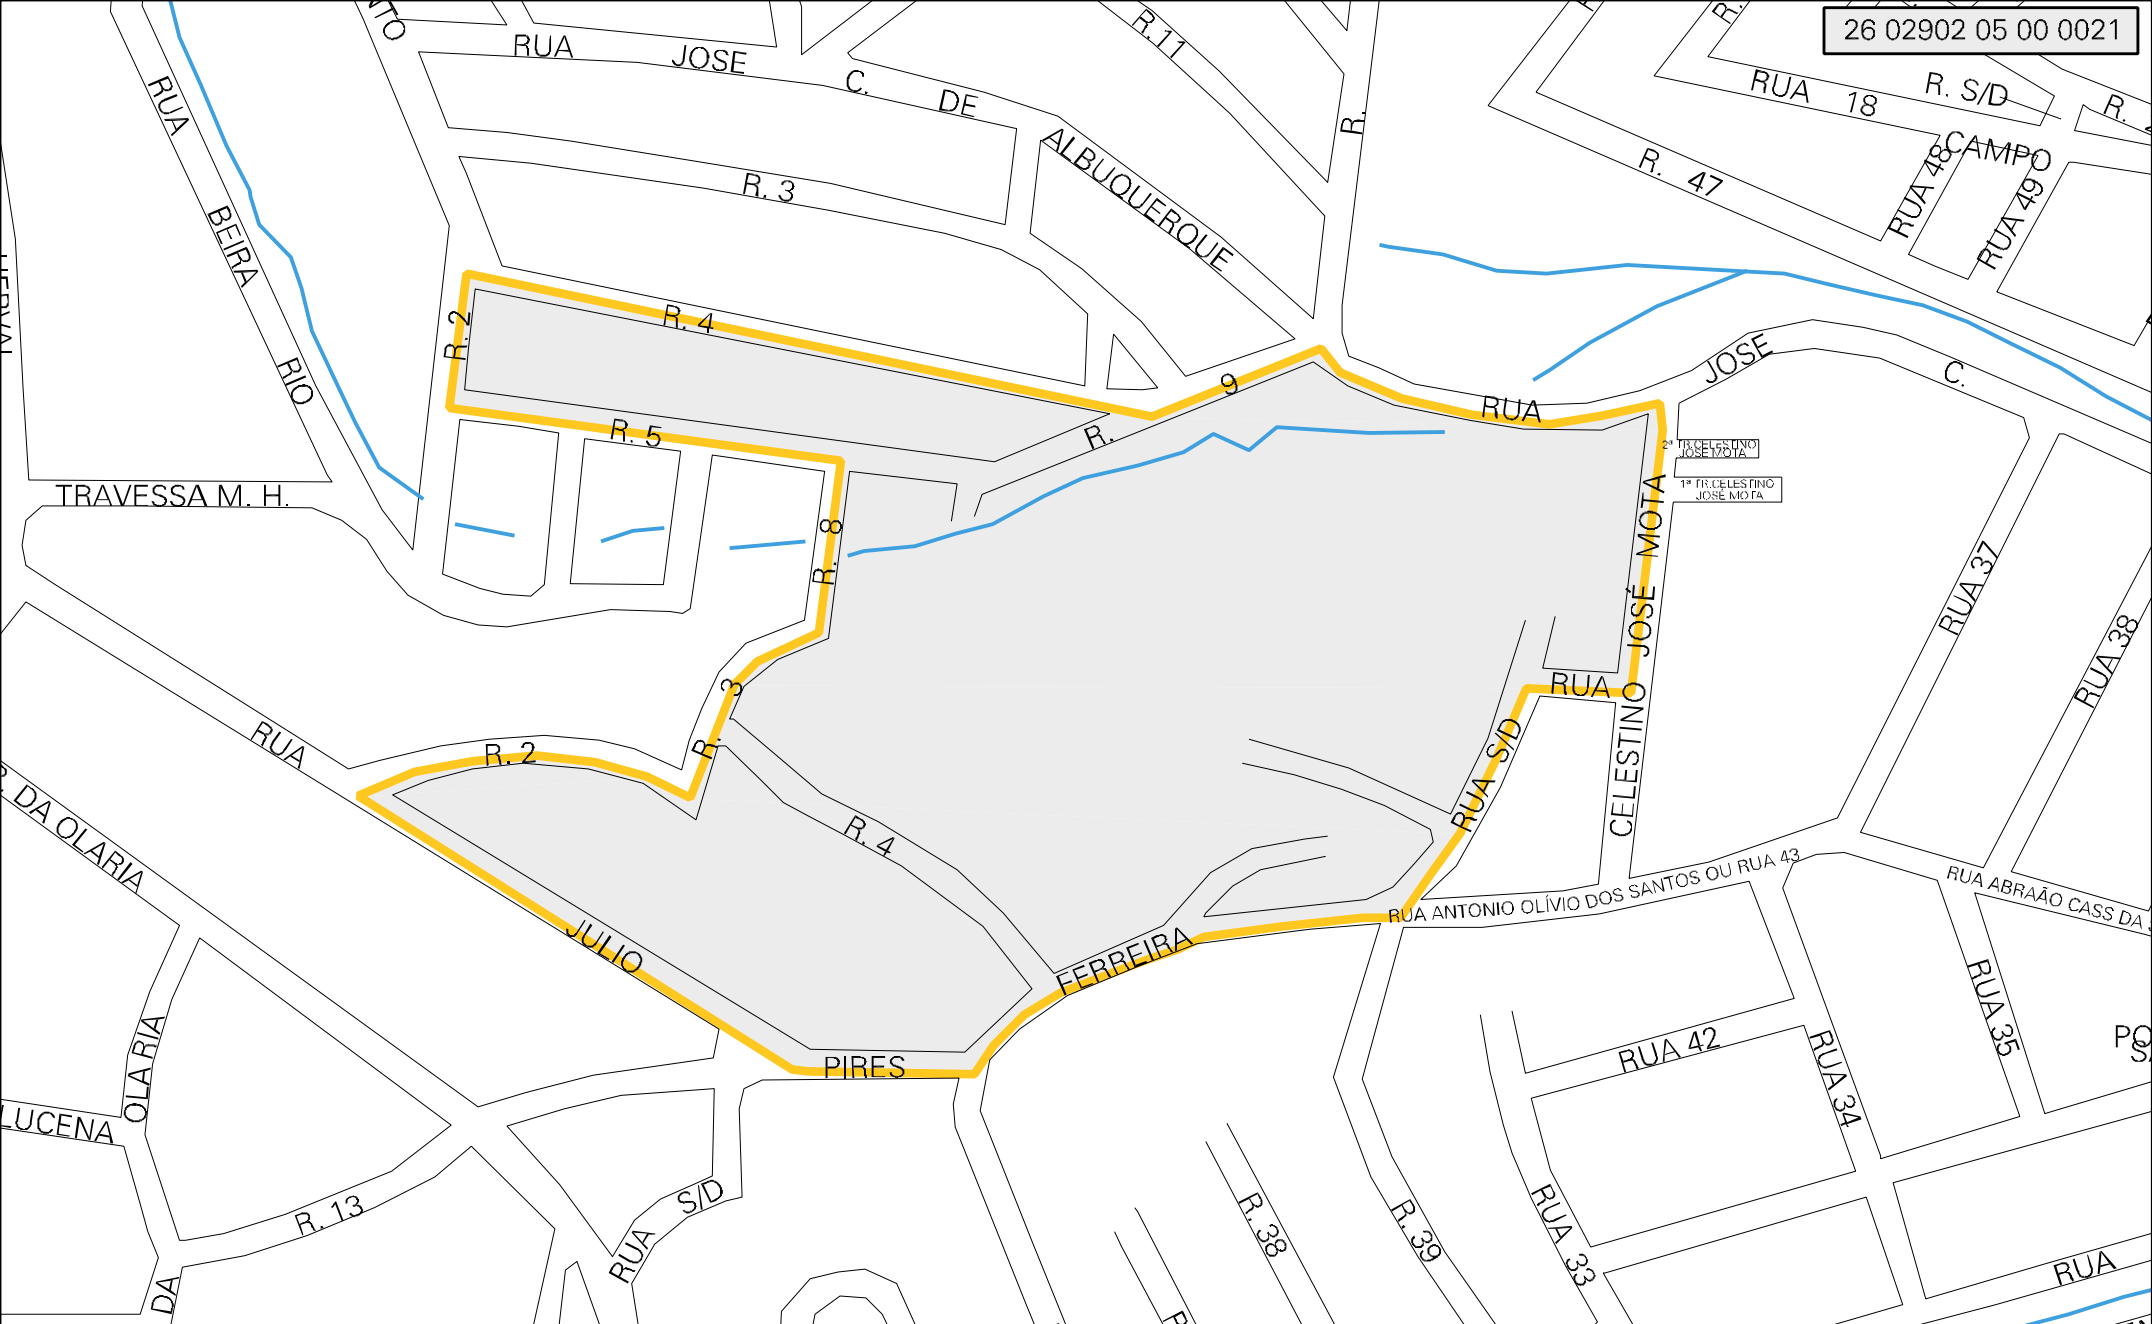 26 02902 05 00 0021
RUA JOSE C. DE ALBUQUERQUE
R.11
R.
RUA 18
R. S/D
CAMPO
R. 47
RUA 48
RUA 49
RUA BEIRA RIO
R. 3
R. 2
R. 4
R. 9
R. 5
RUA JOSE C.
2ª TR.CELESTINO
JOSÉ MOTA
1ª TR.CELESTINO
JOSÉ MOTA
TRAVESSA M. H.
R. 8
RUA CELESTINO JOSÉ MOTA
RUA 37
RUA 38
R. 3
R. 2
RUA JULIO PIRES FERREIRA
R. 4
RUA S/D
DA OLARIA
RUA ANTONIO OLÍVIO DOS SANTOS OU RUA 43
RUA ABRAÃO CASS DA
RUA 35
RUA 42
RUA 34
DA OLARIA
LUCENA
R. 13
RUA S/D
R. 38
R. 39
RUA 33
RUA